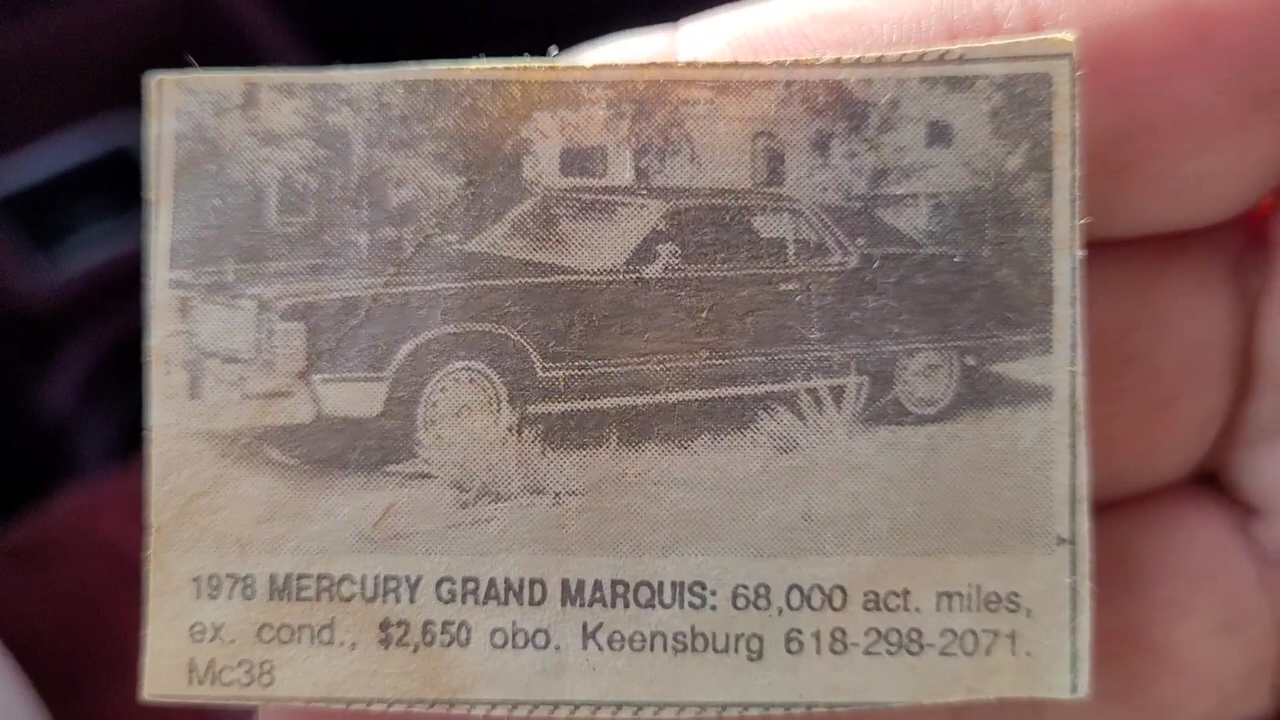 1978 MERCURY GRAND MARQUIS: 68,000 act. miles,
ex. cond., $2,650 obo. Keensburg 618-298-2071.
Mc38